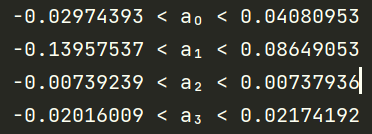 -0.02974393 < a₀ < 0.04080953
-0.13957537 < a₁ < 0.08649053
-0.00739239 < a₂ < 0.00737936
-0.02016009 < a₃ < 0.02174192